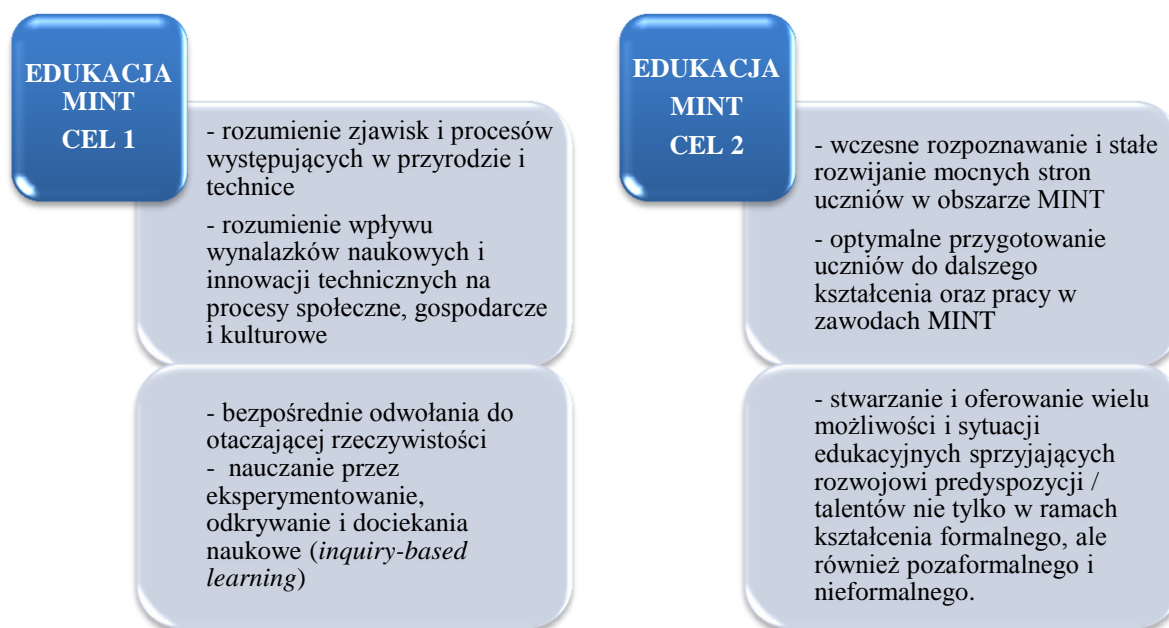 EDUKACJA
MINT
CEL 1
- rozumienie zjawisk i procesów
występujących w przyrodzie i
technice
- rozumienie wpływu
wynalazków naukowych i
innowacji technicznych na
procesy społeczne, gospodarcze
i kulturowe
- bezpośrednie odwołania do
otaczającej rzeczywistości
- nauczanie przez
eksperymentowanie,
odkrywanie i dociekania
naukowe (inquiry-based
learning)
EDUKACJA
MINT
CEL 2
- wczesne rozpoznawanie i stałe
rozwijanie mocnych stron
uczniów w obszarze MINT
- optymalne przygotowanie
uczniów do dalszego
kształcenia oraz pracy w
zawodach MINT
- stwarzanie i oferowanie wielu
możliwości i sytuacji
edukacyjnych sprzyjających
rozwojowi predyspozycji /
talentów nie tylko w ramach
kształcenia formalnego, ale
również pozaformalnego i
nieformalnego.